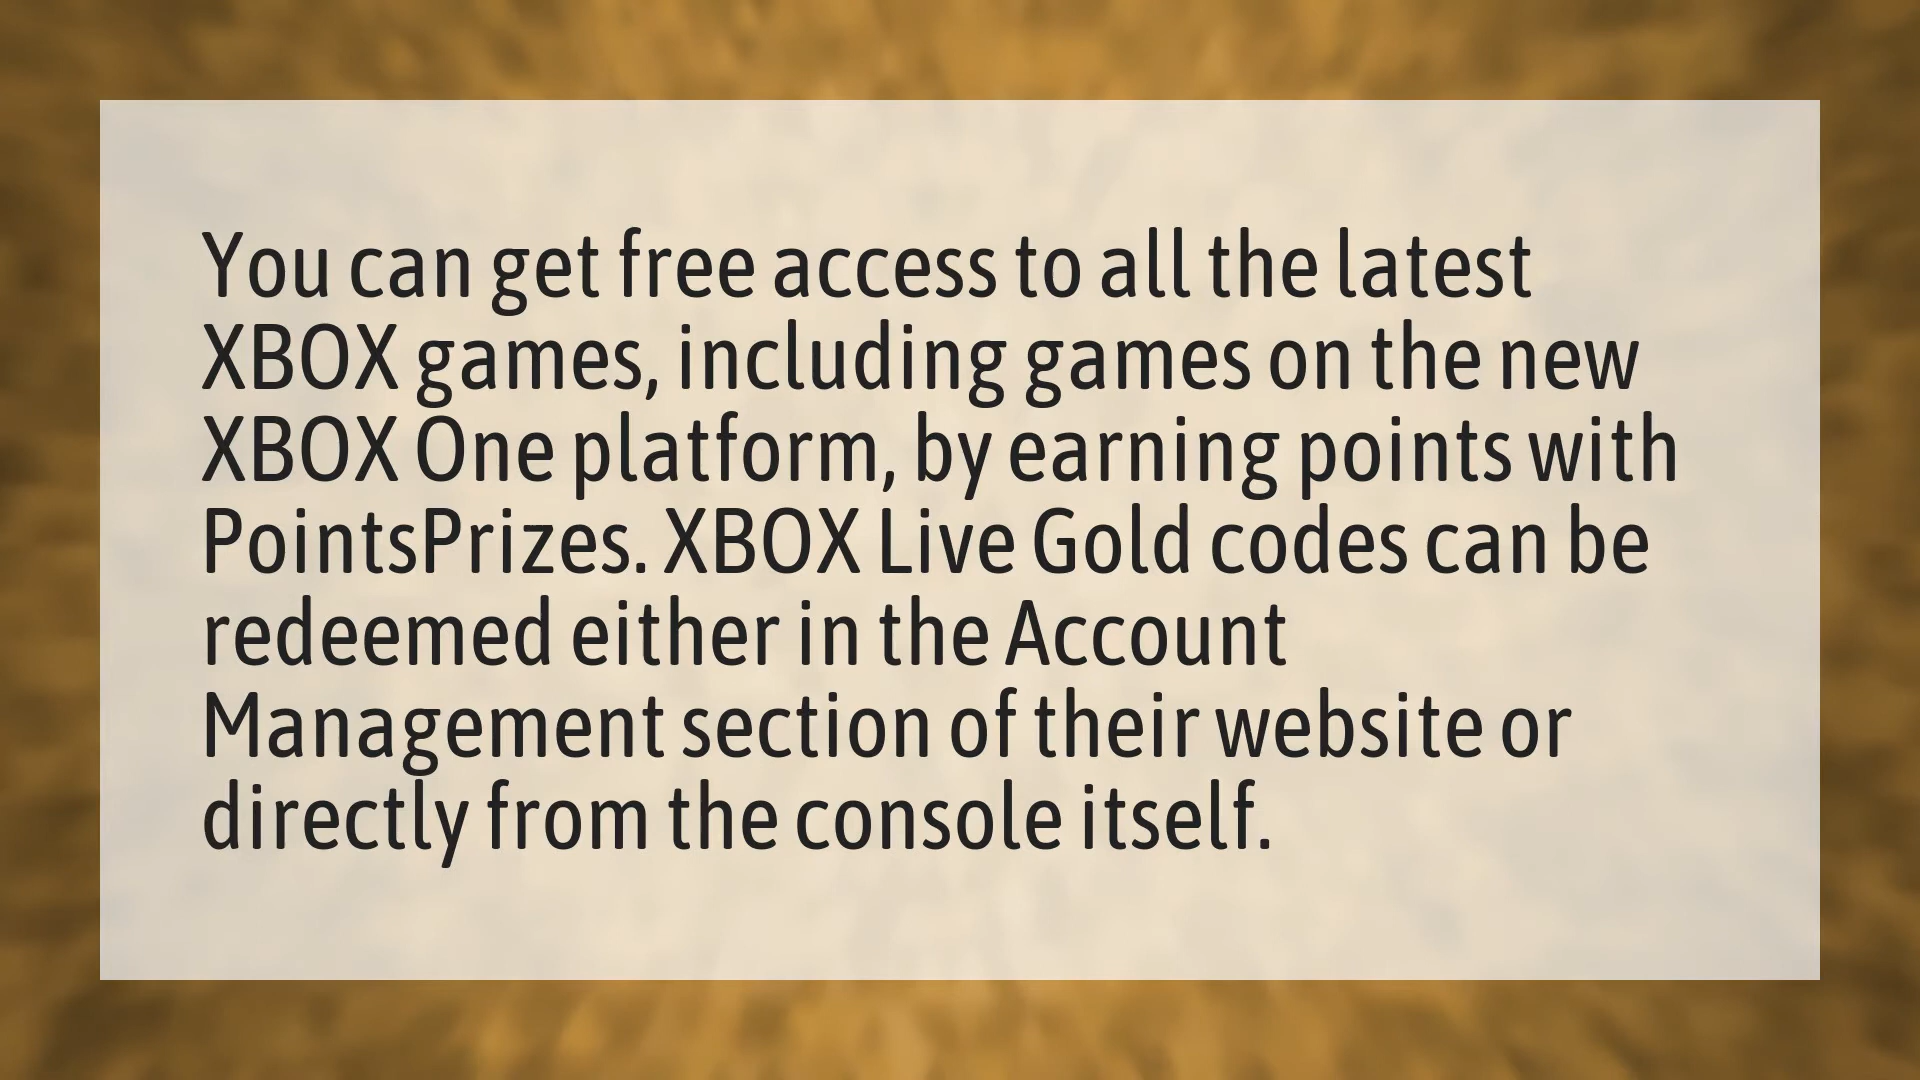 You can get free access to all the latest
XBOX games, including games on the new
XBOX One platform, by earning points with
PointsPrizes. XBOX Live Gold codes can be
redeemed either in the Account
Management section of their website or
directly from the console itself.